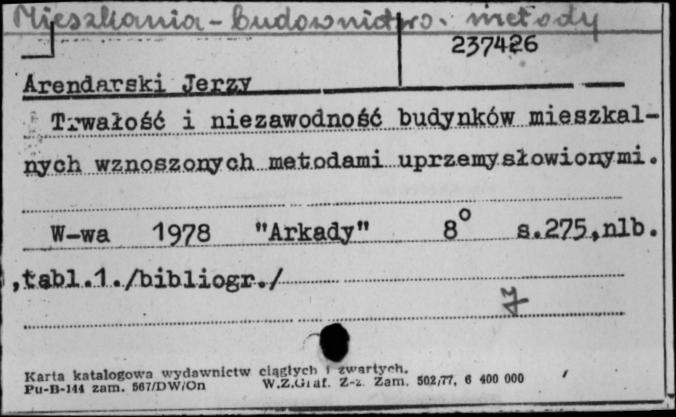 Mieszkania - budownictwo. metody
237426
Arendarski Jerzy
Trwałość i niezawodność budynków mieszkal-
nych wznoszonych metodami uprzemysłowionymi.
W-wa 1978 "Arkady" 8° s.275,nlb.
,tabl.1./bibliogr./
7
Karta katalogowa wydawnictw ciągłych i zwartych.
Pu-B-144 zam. 567/DW/On W.Z.Graf. Z-z. Zam. 502/77, 6 400 000